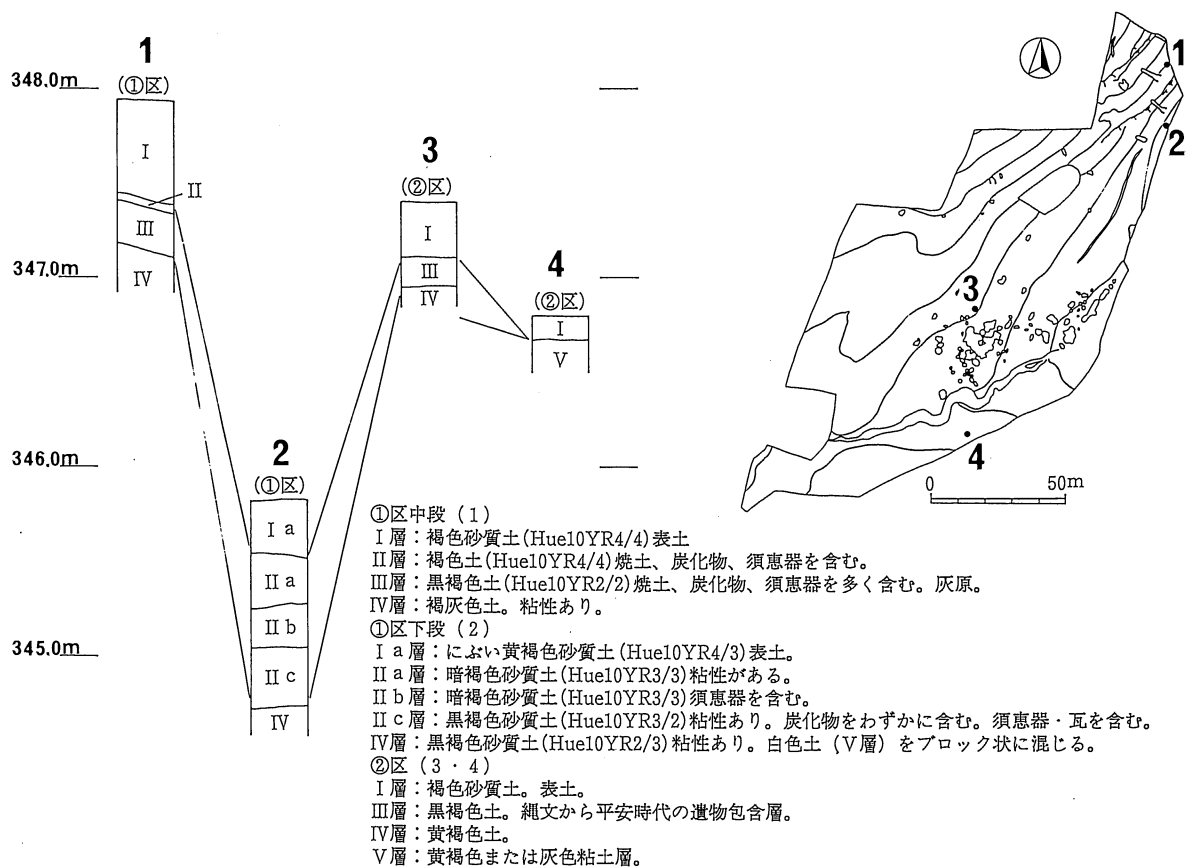 1
(①区)
348.0m
I
II
III
IV
3
(②区)
I
III
IV
347.0m
4
(②区)
I
V
346.0m
2
(①区)
I a
II a
II b
II c
IV
345.0m
1
2
3
4
0 50m
①区中段 (1)
I層：褐色砂質土(Hue10YR4/4)表土
II層：褐色土(Hue10YR4/4)焼土、炭化物、須恵器を含む。
III層：黒褐色土(Hue10YR2/2)焼土、炭化物、須恵器を多く含む。灰原。
IV層：褐灰色土。粘性あり。
①区下段 (2)
I a層：にぶい黄褐色砂質土(Hue10YR4/3)表土。
II a層：暗褐色砂質土(Hue10YR3/3)粘性がある。
II b層：暗褐色砂質土(Hue10YR3/3)須恵器を含む。
II c層：黒褐色砂質土(Hue10YR3/2)粘性あり。炭化物をわずかに含む。須恵器・瓦を含む。
IV層：黒褐色砂質土(Hue10YR2/3)粘性あり。白色土（V層）をブロック状に混じる。
②区 (3・4)
I層：褐色砂質土。表土。
III層：黒褐色土。縄文から平安時代の遺物包含層。
IV層：黄褐色土。
V層：黄褐色または灰色粘土層。